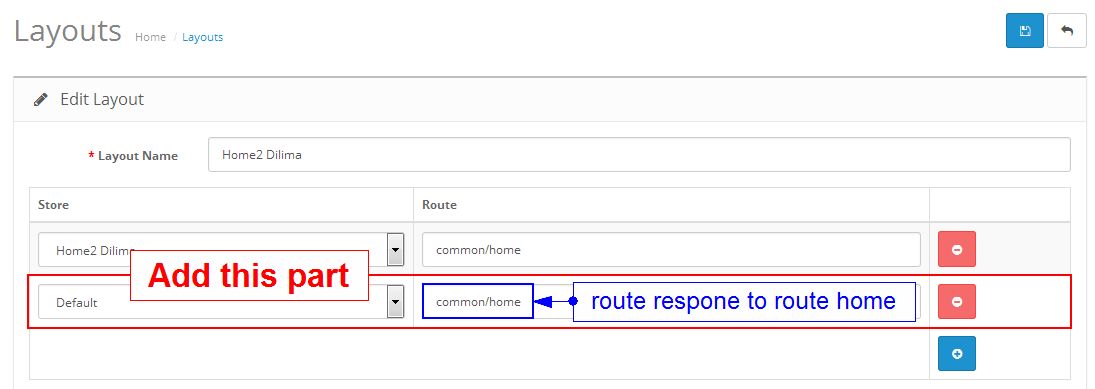 Layouts Home / Layouts
Edit Layout
* Layout Name Home2 Dilima
Store Route
Home2 Dilima common/home
Add this part
Default common/home route respone to route home